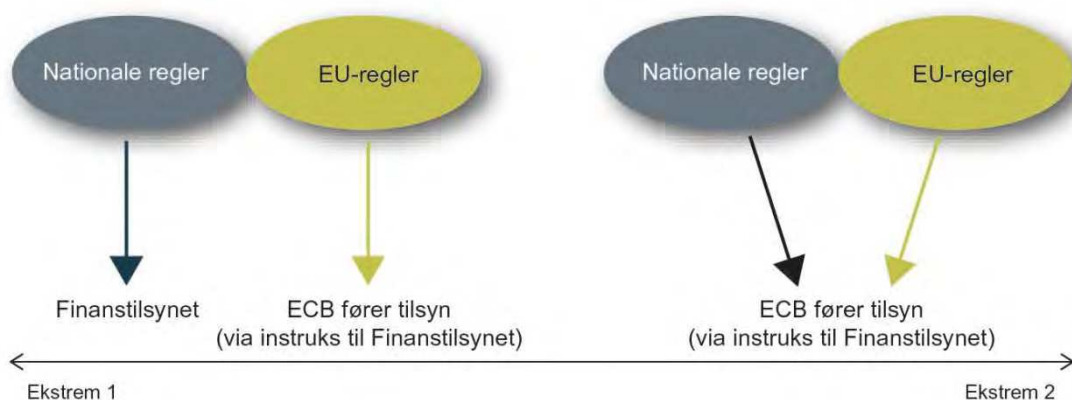 Nationale regler
EU-regler
Nationale regler
EU-regler
Finanstilsynet
ECB fører tilsyn
(via instruks til Finanstilsynet)
ECB fører tilsyn
(via instruks til Finanstilsynet)
Ekstrem 1
Ekstrem 2